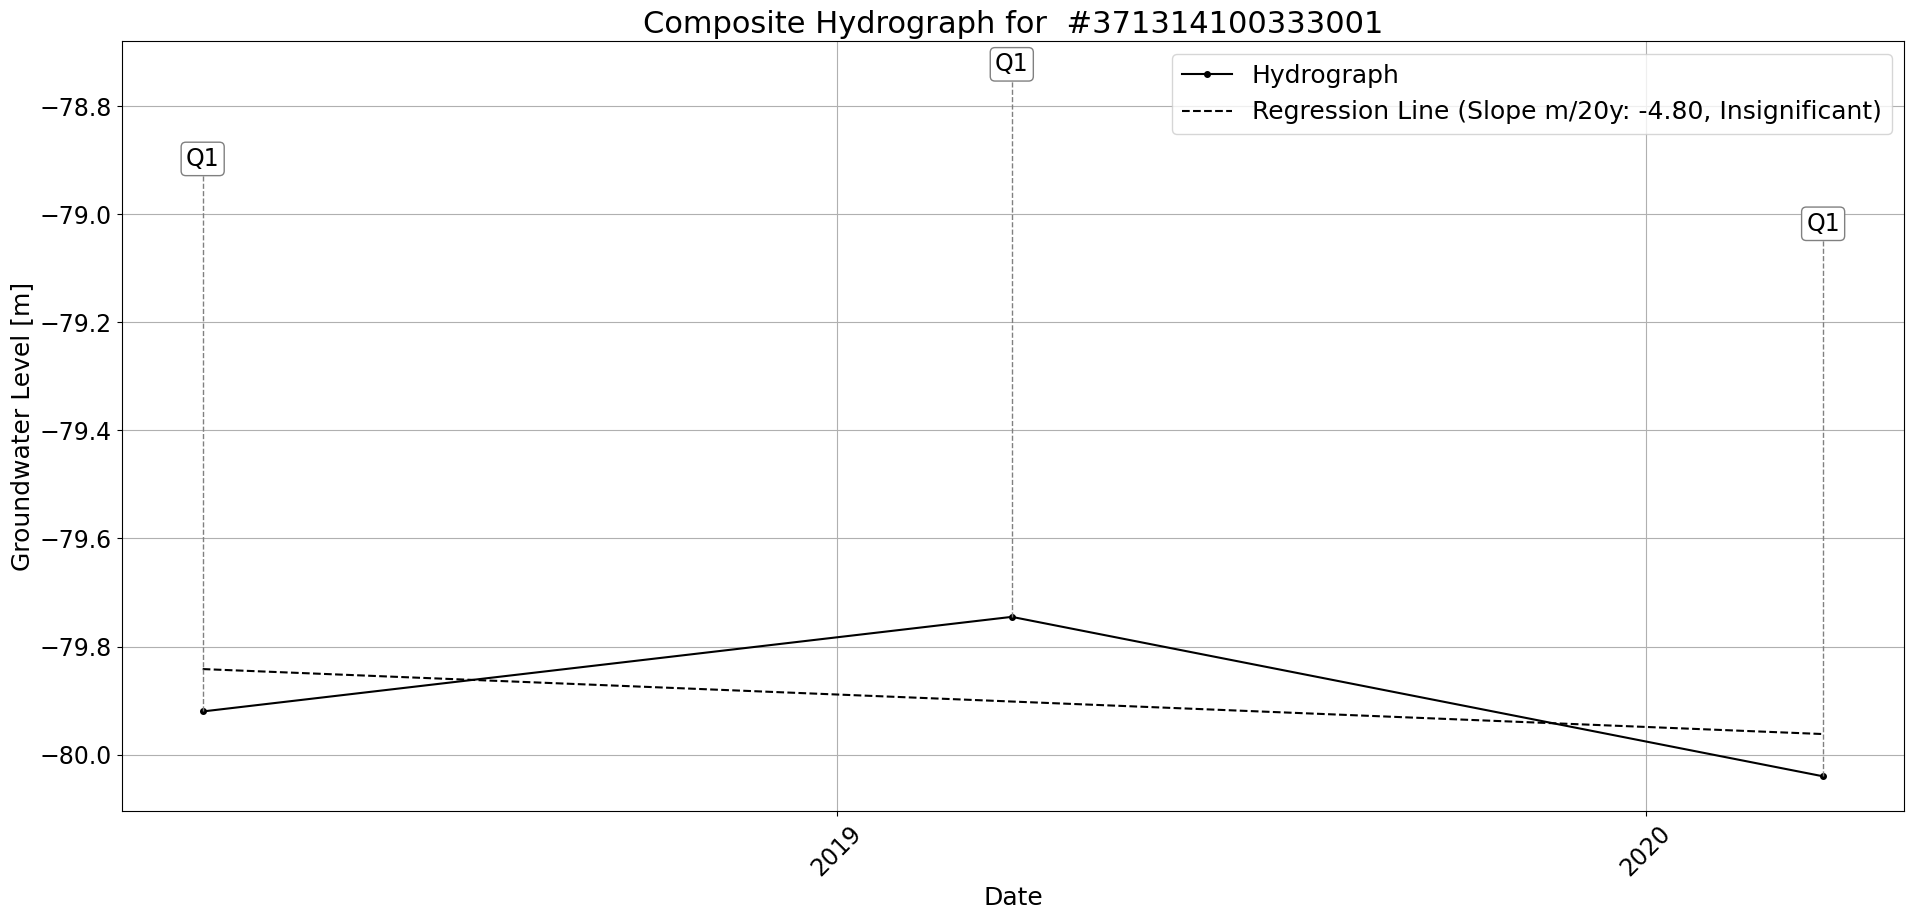 Composite Hydrograph for  #371314100333001
Q1
Hydrograph
Regression Line (Slope m/20y: -4.80, Insignificant)
−78.8
Q1
−79.0
Q1
−79.2
−79.4
−79.6
−79.8
−80.0
Groundwater Level [m]
2019
2020
Date